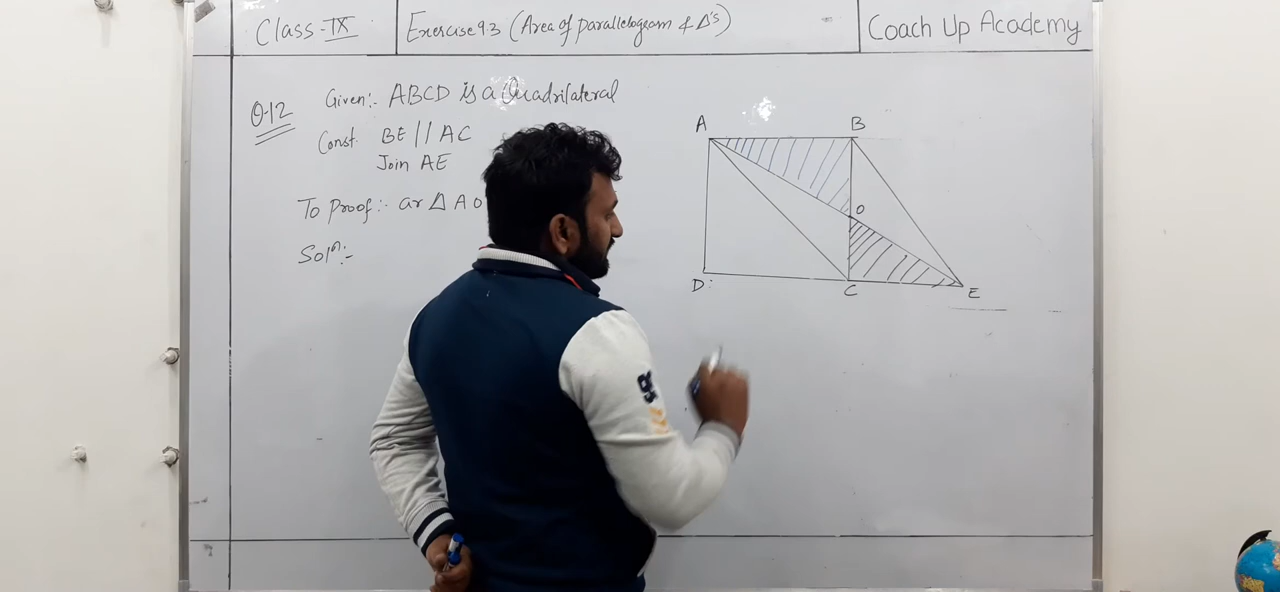 Class-IX
Exercise 9.3 (Area of parallelogram & Δ's)
Coach Up Academy
Q.12
Given:- ABCD is a Quadrilateral
Const. BE // AC
Join AE
To Proof:- ar Δ AO
Solⁿ:-
A
B
O
D
C
E